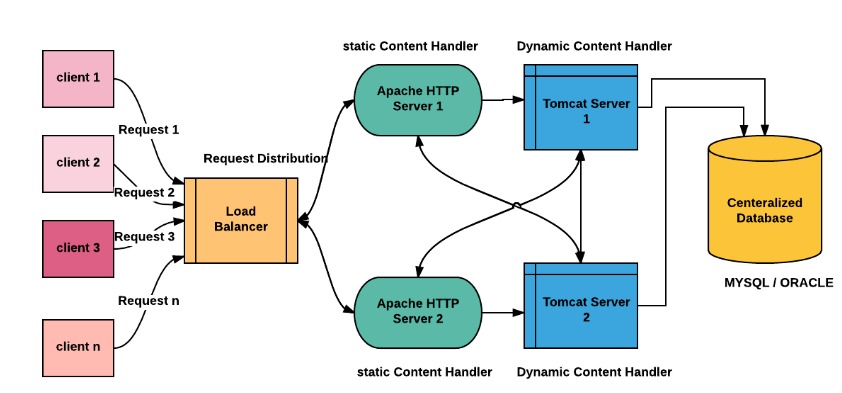 static Content Handler
Dynamic Content Handler
client 1
Apache HTTP
Server 1
Tomcat Server
1
Request 1
client 2
Request Distribution
Request 2
Load
Balancer
Centralized
Database
client 3
Request 3
MYSQL / ORACLE
Request n
Apache HTTP
Server 2
Tomcat Server
2
client n
static Content Handler
Dynamic Content Handler